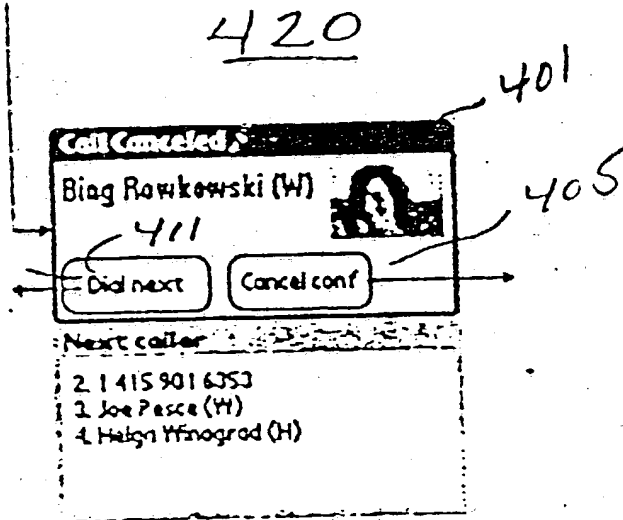 420
401
Call Canceled
Biag Rowkowski (W)
405
411
Dial next
Cancel conf
Next caller
2. 1 415 901 6353
3. Joe Pesce (W)
4. Helgn Winograd (H)